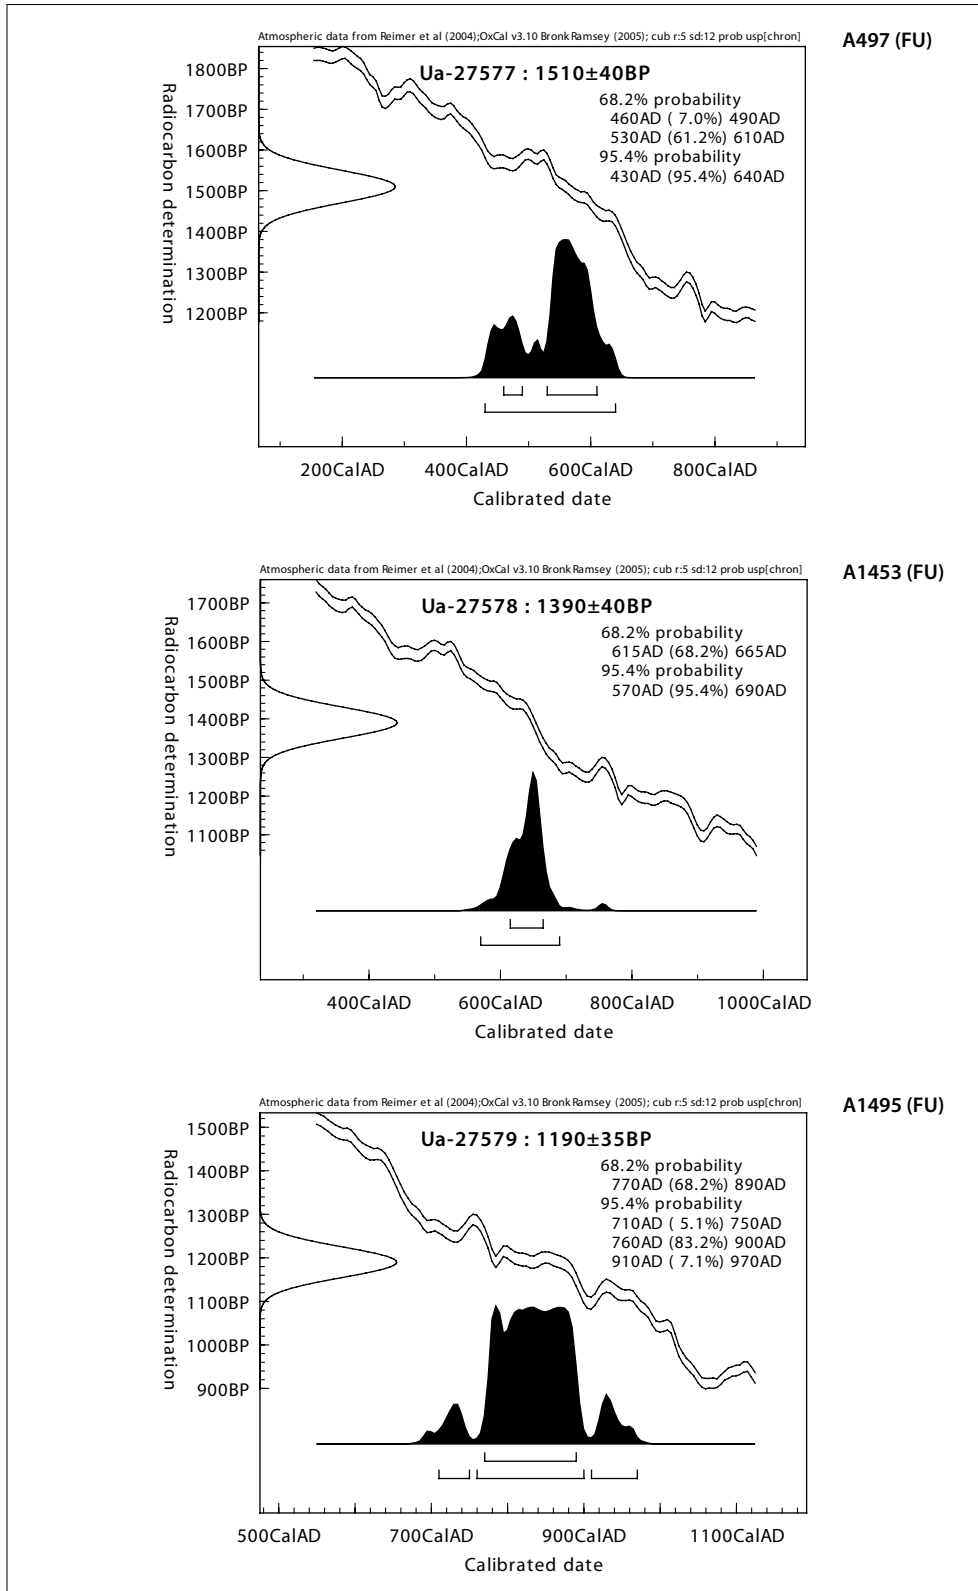 Atmospheric data from Reimer et al (2004);OxCal v3.10 Bronk Ramsey (2005); cub r:5 sd:12 prob usp[chron]
A497 (FU)
Ua-27577 : 1510±40BP
68.2% probability
460AD ( 7.0%) 490AD
530AD (61.2%) 610AD
95.4% probability
430AD (95.4%) 640AD
Radiocarbon determination
1800BP
1700BP
1600BP
1500BP
1400BP
1300BP
1200BP
200CalAD 400CalAD 600CalAD 800CalAD
Calibrated date
Atmospheric data from Reimer et al (2004);OxCal v3.10 Bronk Ramsey (2005); cub r:5 sd:12 prob usp[chron]
A1453 (FU)
Ua-27578 : 1390±40BP
68.2% probability
615AD (68.2%) 665AD
95.4% probability
570AD (95.4%) 690AD
Radiocarbon determination
1700BP
1600BP
1500BP
1400BP
1300BP
1200BP
1100BP
400CalAD 600CalAD 800CalAD 1000CalAD
Calibrated date
Atmospheric data from Reimer et al (2004);OxCal v3.10 Bronk Ramsey (2005); cub r:5 sd:12 prob usp[chron]
A1495 (FU)
Ua-27579 : 1190±35BP
68.2% probability
770AD (68.2%) 890AD
95.4% probability
710AD ( 5.1%) 750AD
760AD (83.2%) 900AD
910AD ( 7.1%) 970AD
Radiocarbon determination
1500BP
1400BP
1300BP
1200BP
1100BP
1000BP
900BP
500CalAD 700CalAD 900CalAD 1100CalAD
Calibrated date